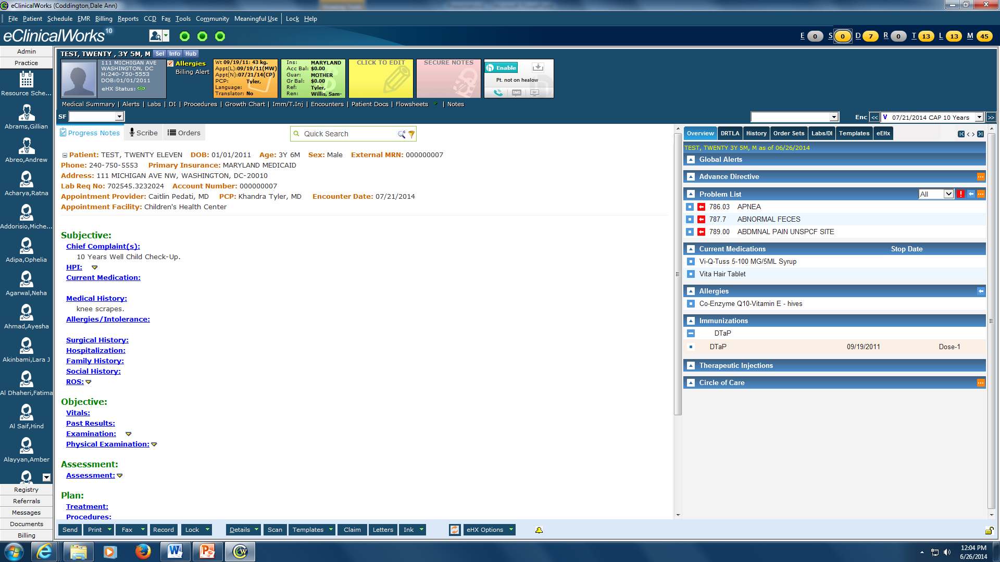 eClinicalWorks (Coddington,Dale Ann)
File Patient Schedule EMR Billing Reports CCD Fax Tools Community Meaningful Use Lock Help
eClinicalWorks 10
E 0 S 0 D 7 R 0 T 13 L 13 M 45
Admin
Practice
Resource Sche...
Abrams,Gillian
Abreo,Andrew
Acharya,Ratna
Addorisio,Miche...
Adipa,Ophelia
Agarwal,Neha
Ahmad,Ayesha
Akinbami,Lara J
Al Dhaheri,Fatima
Al Saif,Hind
Alayyan,Amber
Registry
Referrals
Messages
Documents
Billing
TEST, TWENTY , 3Y 5M, M Sel Info Hub
111 MICHIGAN AVE
WASHINGTON, DC
H:240-750-5553
DOB:01/01/2011
eHX Status:
Allergies
Billing Alert
Wt 09/19/11: 43 kg.
Appt(L):09/19/11(MW)
Appt(N):07/21/14(CP)
PCP: Tyler,
Language:
Translator: No
Ins: MARYLAND
Acc Bal: $0.00
Guar: MOTHER
Gr Bal: $0.00
Ref: Tyler,
Ren: Willis, Sam-
CLICK TO EDIT
SECURE NOTES
Enable
Pt. not on healow
SMS
Medical Summary | Alerts | Labs | DI | Procedures | Growth Chart | Imm/T.Inj | Encounters | Patient Docs | Flowsheets | Notes
SF
Enc << V 07/21/2014 CAP 10 Years >>
Progress Notes Scribe Orders
Quick Search
Patient: TEST, TWENTY ELEVEN DOB: 01/01/2011 Age: 3Y 6M Sex: Male External MRN: 000000007
Phone: 240-750-5553 Primary Insurance: MARYLAND MEDICAID
Address: 111 MICHIGAN AVE NW, WASHINGTON, DC-20010
Lab Req No: 702545.3232024 Account Number: 000000007
Appointment Provider: Caitlin Pedati, MD PCP: Khandra Tyler, MD Encounter Date: 07/21/2014
Appointment Facility: Children's Health Center
Subjective:
Chief Complaint(s):
10 Years Well Child Check-Up.
HPI:
Current Medication:
Medical History:
knee scrapes.
Allergies/Intolerance:
Surgical History:
Hospitalization:
Family History:
Social History:
ROS:
Objective:
Vitals:
Past Results:
Examination:
Physical Examination:
Assessment:
Assessment:
Plan:
Treatment:
Procedures:
Overview DRTLA History Order Sets Labs/DI Templates eEHx
TEST, TWENTY 3Y 5M, M as of 06/26/2014
Global Alerts
Advance Directive
Problem List All
786.03 APNEA
787.7 ABNORMAL FECES
789.00 ABDMNAL PAIN UNSPCF SITE
Current Medications Stop Date
Vi-Q-Tuss 5-100 MG/5ML Syrup
Vita Hair Tablet
Allergies
Co-Enzyme Q10-Vitamin E - hives
Immunizations
DTaP
DTaP 09/19/2011 Dose-1
Therapeutic Injections
Circle of Care
Send Print Fax Record Lock Details Scan Templates Claim Letters Ink eHX Options
12:04 PM
6/26/2014